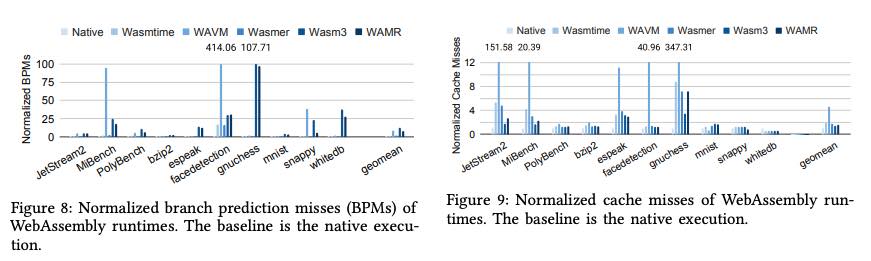 Native Wasmtime WAVM Wasmer Wasm3 WAMR
414.06 107.71
Normalized BPMs
100
75
50
25
0
JetStream2
MiBench
PolyBench
bzip2
espeak
facedetection
gnuchess
mnist
snappy
whitedb
geomean
Figure 8: Normalized branch prediction misses (BPMs) of
WebAssembly runtimes. The baseline is the native execu-
tion.
Native Wasmtime WAVM Wasmer Wasm3 WAMR
151.58 20.39 40.96 347.31
Normalized Cache Misses
12
8
4
0
JetStream2
MiBench
PolyBench
bzip2
espeak
facedetection
gnuchess
mnist
snappy
whitedb
geomean
Figure 9: Normalized cache misses of WebAssembly run-
times. The baseline is the native execution.